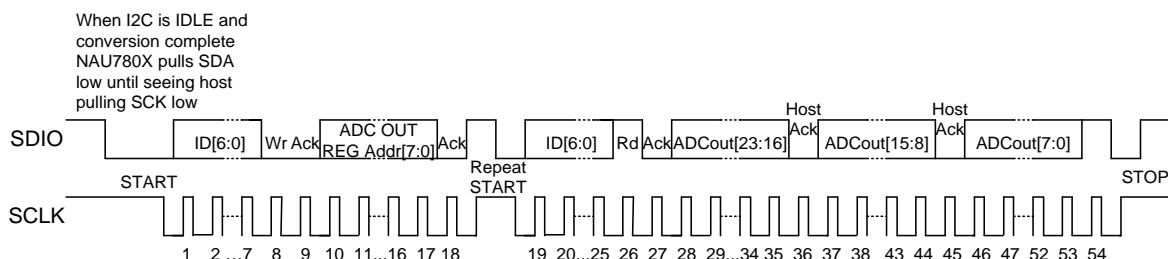 When I2C is IDLE and
conversion complete
NAU780X pulls SDA
low until seeing host
pulling SCK low
Host
Ack
Host
Ack
SDIO
ID[6:0]
Wr Ack
ADC OUT
REG Addr[7:0]
Ack
ID[6:0]
Rd
Ack
ADCout[23:16]
ADCout[15:8]
ADCout[7:0]
START
Repeat
START
STOP
SCLK
1 2 ...7 8 9 10 11...16 17 18 19 20...25 26 27 28 29...34 35 36 37 38 43 44 45 46 47 52 53 54